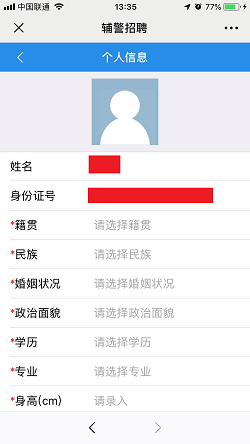 中国联通 13:35 77%
辅警招聘
个人信息
姓名
身份证号
*籍贯 请选择籍贯
*民族 请选择民族
*婚姻状况 请选择婚姻状况
*政治面貌 请选择政治面貌
*学历 请选择学历
*专业 请选择专业
*身高(cm) 请录入